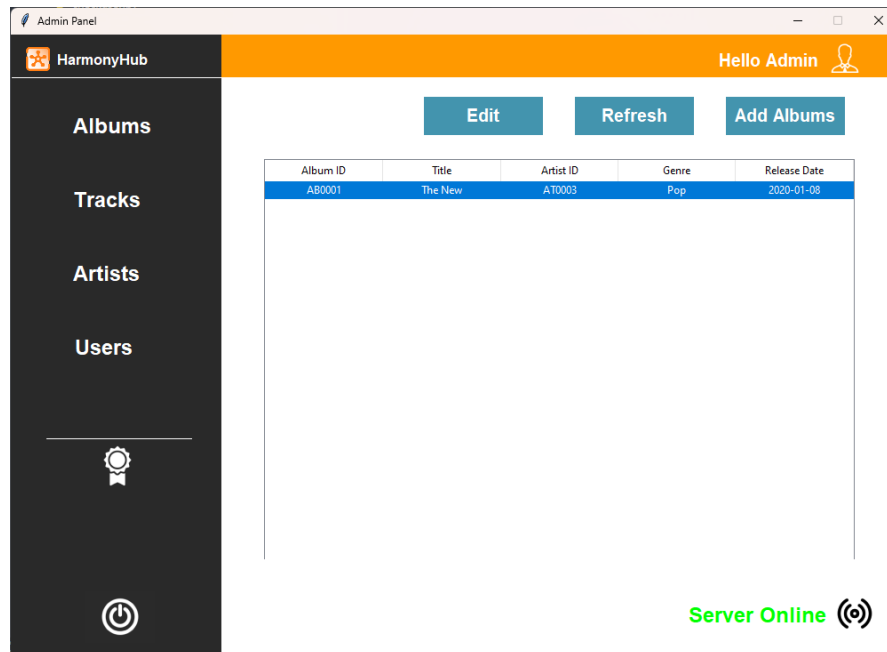 Admin Panel
HarmonyHub
Hello Admin
Albums
Tracks
Artists
Users
Edit
Refresh
Add Albums
Album ID Title Artist ID Genre Release Date
AB0001 The New AT0003 Pop 2020-01-08
Server Online